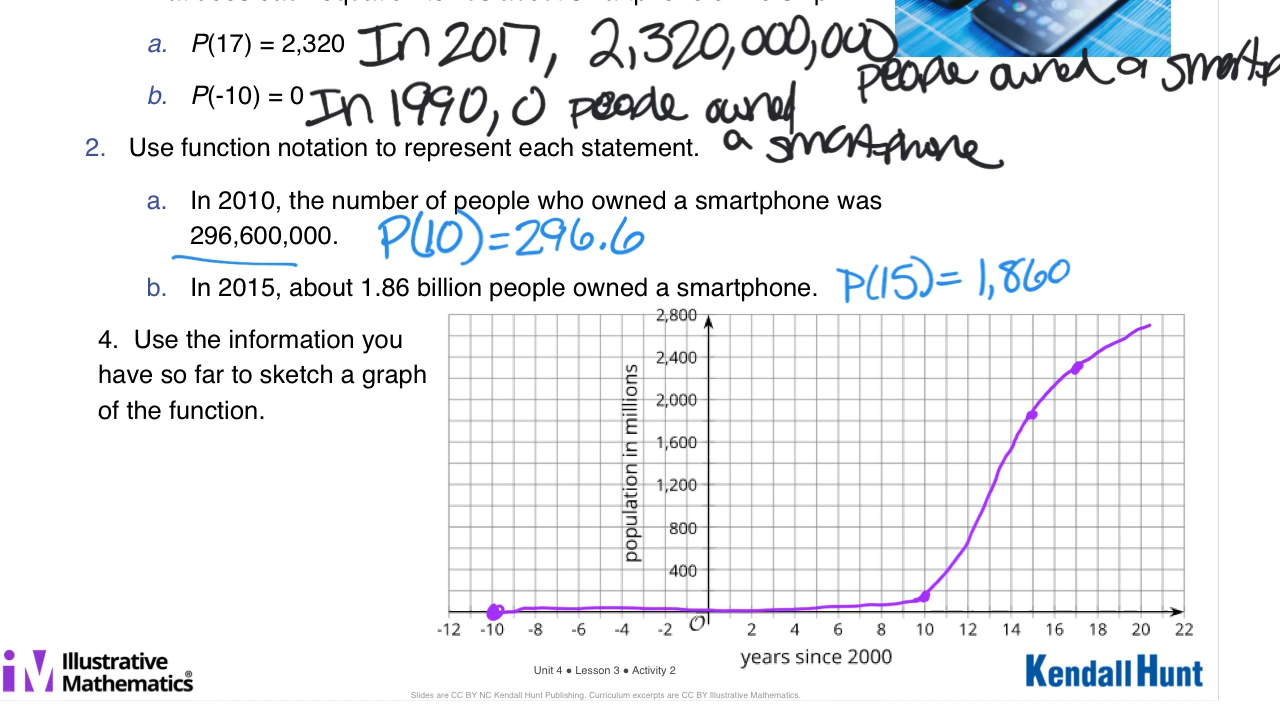 a. P(17) = 2,320 In 2017, 2,320,000,000
people owned a smartp
b. P(-10) = 0 In 1990, 0 people owned
a smartphone
2. Use function notation to represent each statement.
a. In 2010, the number of people who owned a smartphone was
296,600,000. P(10)=296.6
b. In 2015, about 1.86 billion people owned a smartphone. P(15)= 1,860
4. Use the information you
have so far to sketch a graph
of the function.
population in millions
2,800
2,400
2,000
1,600
1,200
800
400
-12 -10 -8 -6 -4 -2 O 2 4 6 8 10 12 14 16 18 20 22
years since 2000
Illustrative
Mathematics®
Unit 4 ● Lesson 3 ● Activity 2
Kendall Hunt
Slides are CC BY NC Kendall Hunt Publishing. Curriculum excerpts are CC BY Illustrative Mathematics.